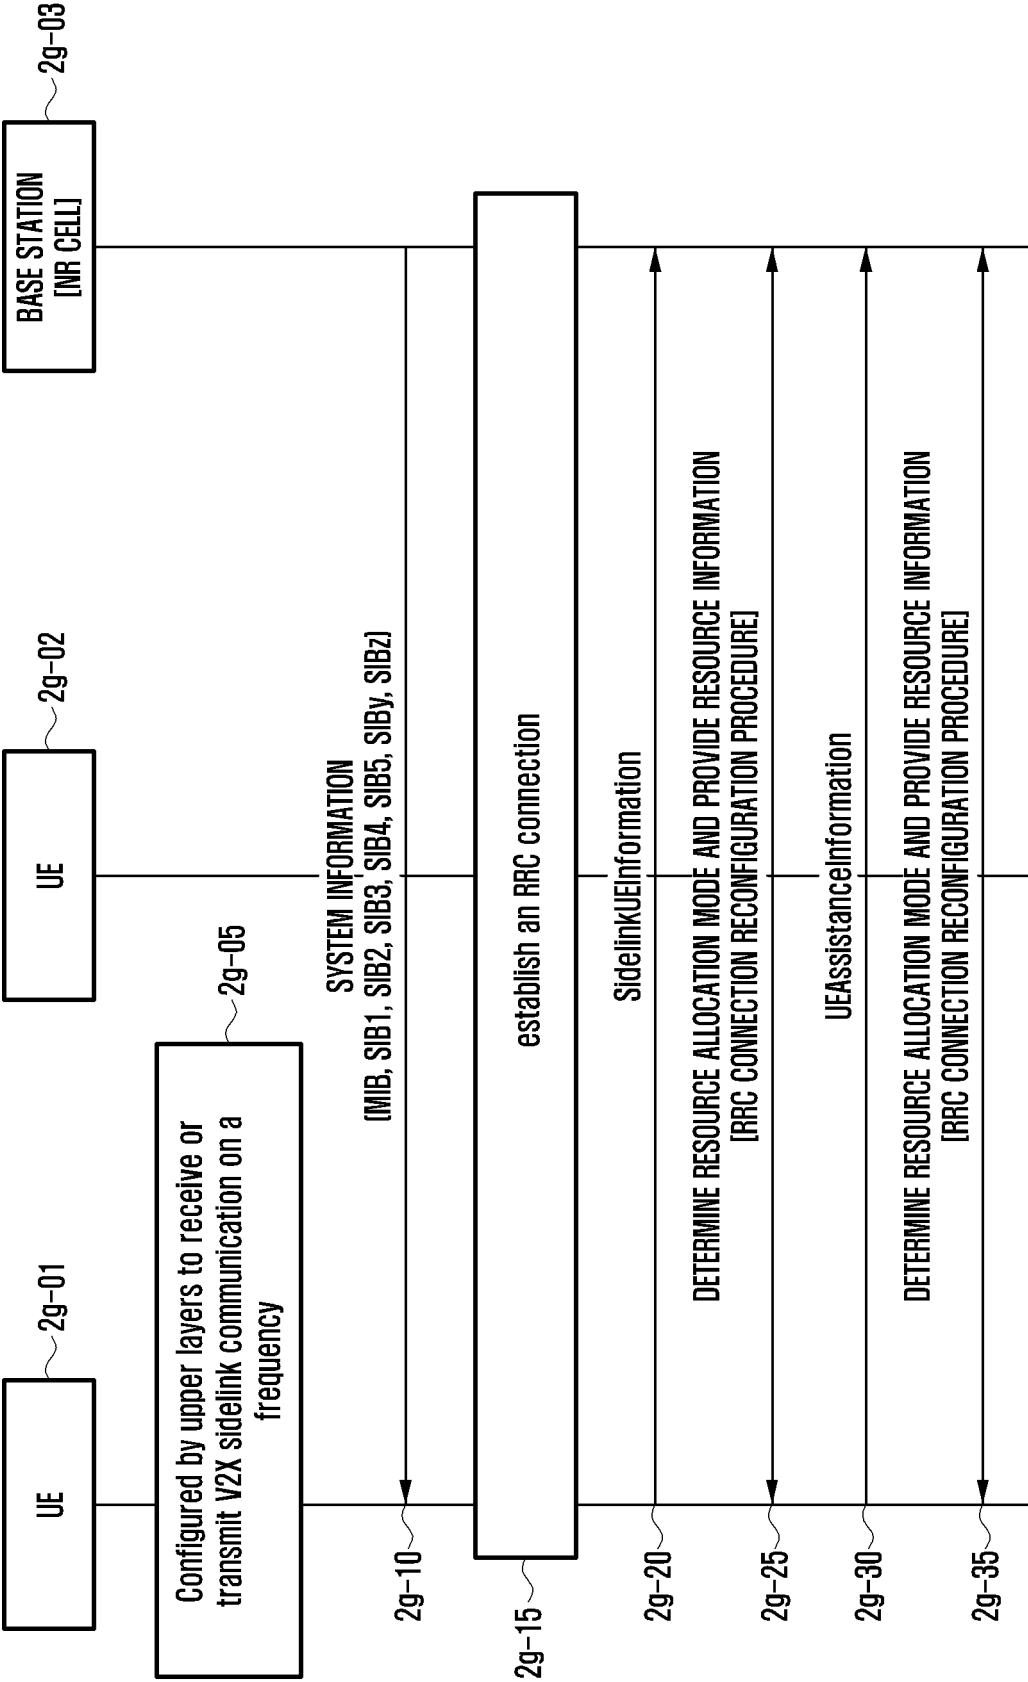 UE
2g-01
UE
2g-02
BASE STATION
[NR CELL]
2g-03
Configured by upper layers to receive or
transmit V2X sidelink communication on a
frequency
2g-05
SYSTEM INFORMATION
[MIB, SIB1, SIB2, SIB3, SIB4, SIB5, SIBy, SIBz]
2g-10
establish an RRC connection
2g-15
SidelinkUEInformation
2g-20
DETERMINE RESOURCE ALLOCATION MODE AND PROVIDE RESOURCE INFORMATION
[RRC CONNECTION RECONFIGURATION PROCEDURE]
2g-25
UEAssistanceInformation
2g-30
DETERMINE RESOURCE ALLOCATION MODE AND PROVIDE RESOURCE INFORMATION
[RRC CONNECTION RECONFIGURATION PROCEDURE]
2g-35